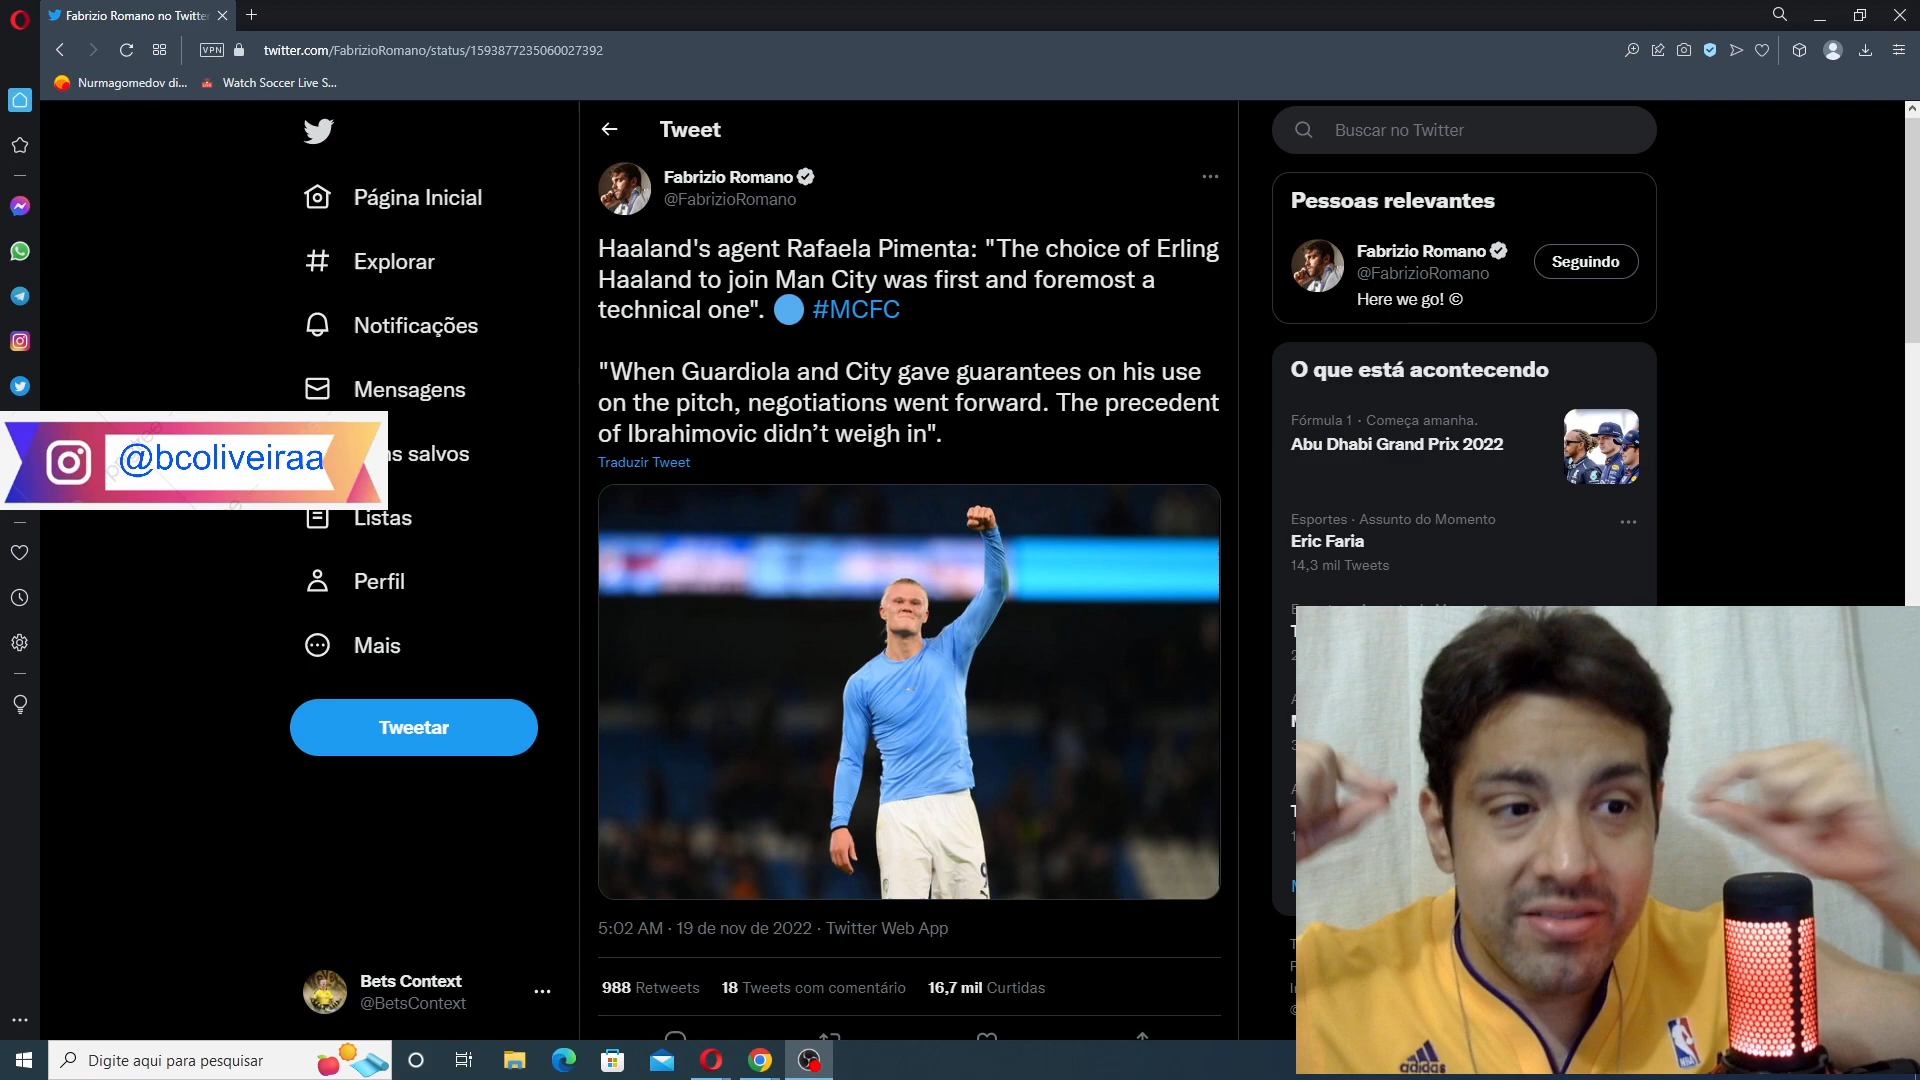 Fabrizio Romano no Twitte
VPN
twitter.com/FabrizioRomano/status/1593877235060027392
Nurmagomedov di...
Watch Soccer Live S...
Página Inicial
Explorar
Notificações
Mensagens
ns salvos
Listas
Perfil
Mais
Tweetar
@bcoliveiraa
Bets Context
@BetsContext
Tweet
Fabrizio Romano
@FabrizioRomano
Haaland's agent Rafaela Pimenta: "The choice of Erling
Haaland to join Man City was first and foremost a
technical one". #MCFC
"When Guardiola and City gave guarantees on his use
on the pitch, negotiations went forward. The precedent
of Ibrahimovic didn’t weigh in".
Traduzir Tweet
5:02 AM · 19 de nov de 2022 · Twitter Web App
988 Retweets 18 Tweets com comentário 16,7 mil Curtidas
Buscar no Twitter
Pessoas relevantes
Fabrizio Romano
@FabrizioRomano
Seguindo
Here we go! ©
O que está acontecendo
Fórmula 1 · Começa amanha.
Abu Dhabi Grand Prix 2022
Esportes · Assunto do Momento
Eric Faria
14,3 mil Tweets
adidas
NBA
Digite aqui para pesquisar